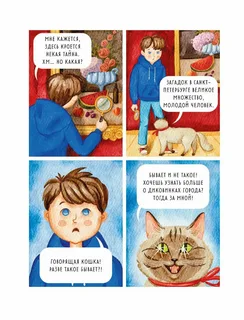 МНЕ КАЖЕТСЯ,
ЗДЕСЬ КРОЕТСЯ
НЕКАЯ ТАЙНА.
ХМ... НО КАКАЯ?
ЗАГАДОК В САНКТ-
ПЕТЕРБУРГЕ ВЕЛИКОЕ
МНОЖЕСТВО,
МОЛОДОЙ ЧЕЛОВЕК.
ГОВОРЯЩАЯ КОШКА!
РАЗВЕ ТАКОЕ БЫВАЕТ?!
БЫВАЕТ И НЕ ТАКОЕ!
ХОЧЕШЬ УЗНАТЬ БОЛЬШЕ
О ДИКОВИНКАХ ГОРОДА?
ТОГДА ЗА МНОЙ!